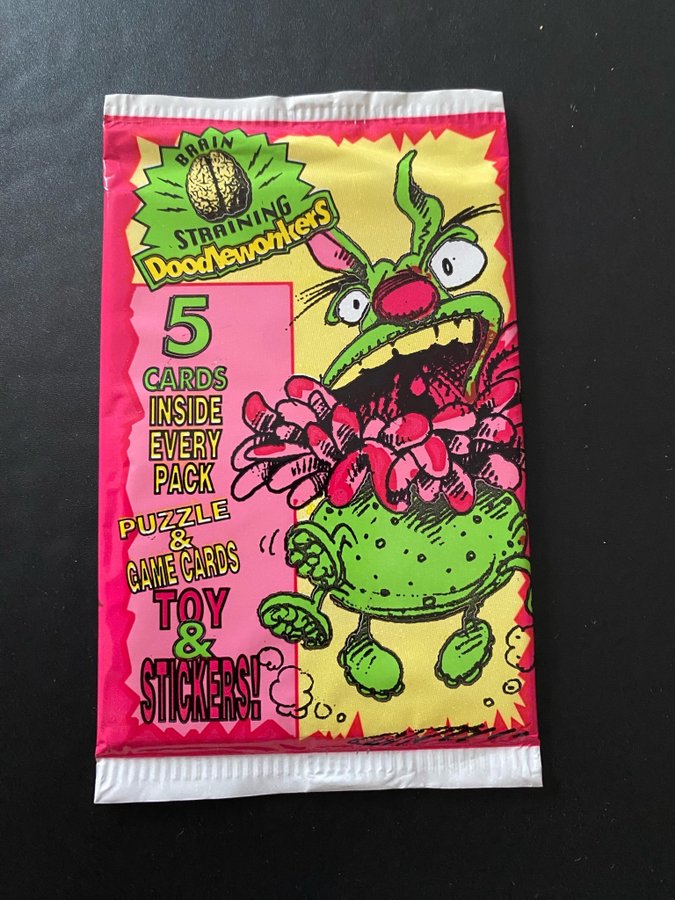 BRAIN
STRAINING
Doodlewonkers
5
CARDS
INSIDE
EVERY
PACK
PUZZLE
&
GAME CARDS
TOY
&
STICKERS!